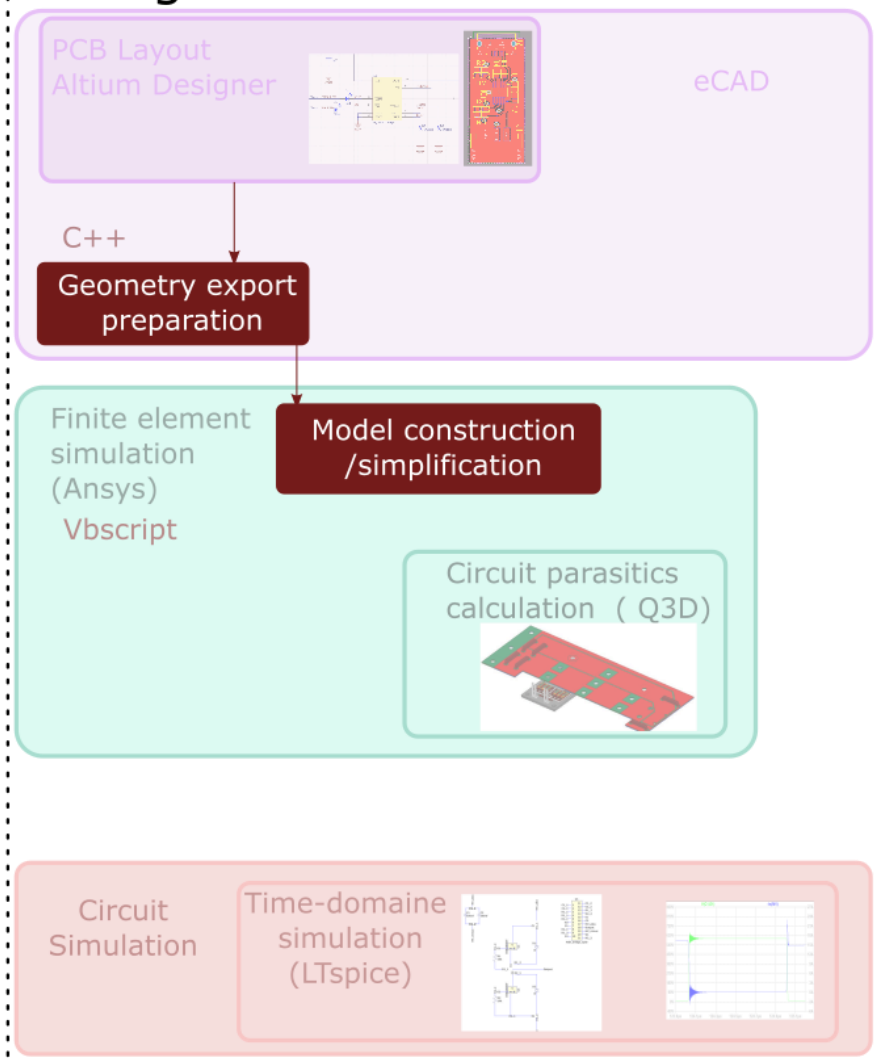 PCB Layout
Altium Designer
eCAD
C++
Geometry export
preparation
Finite element
simulation
(Ansys)
Vbscript
Model construction
/simplification
Circuit parasitics
calculation ( Q3D)
Circuit
Simulation
Time-domaine
simulation
(LTspice)